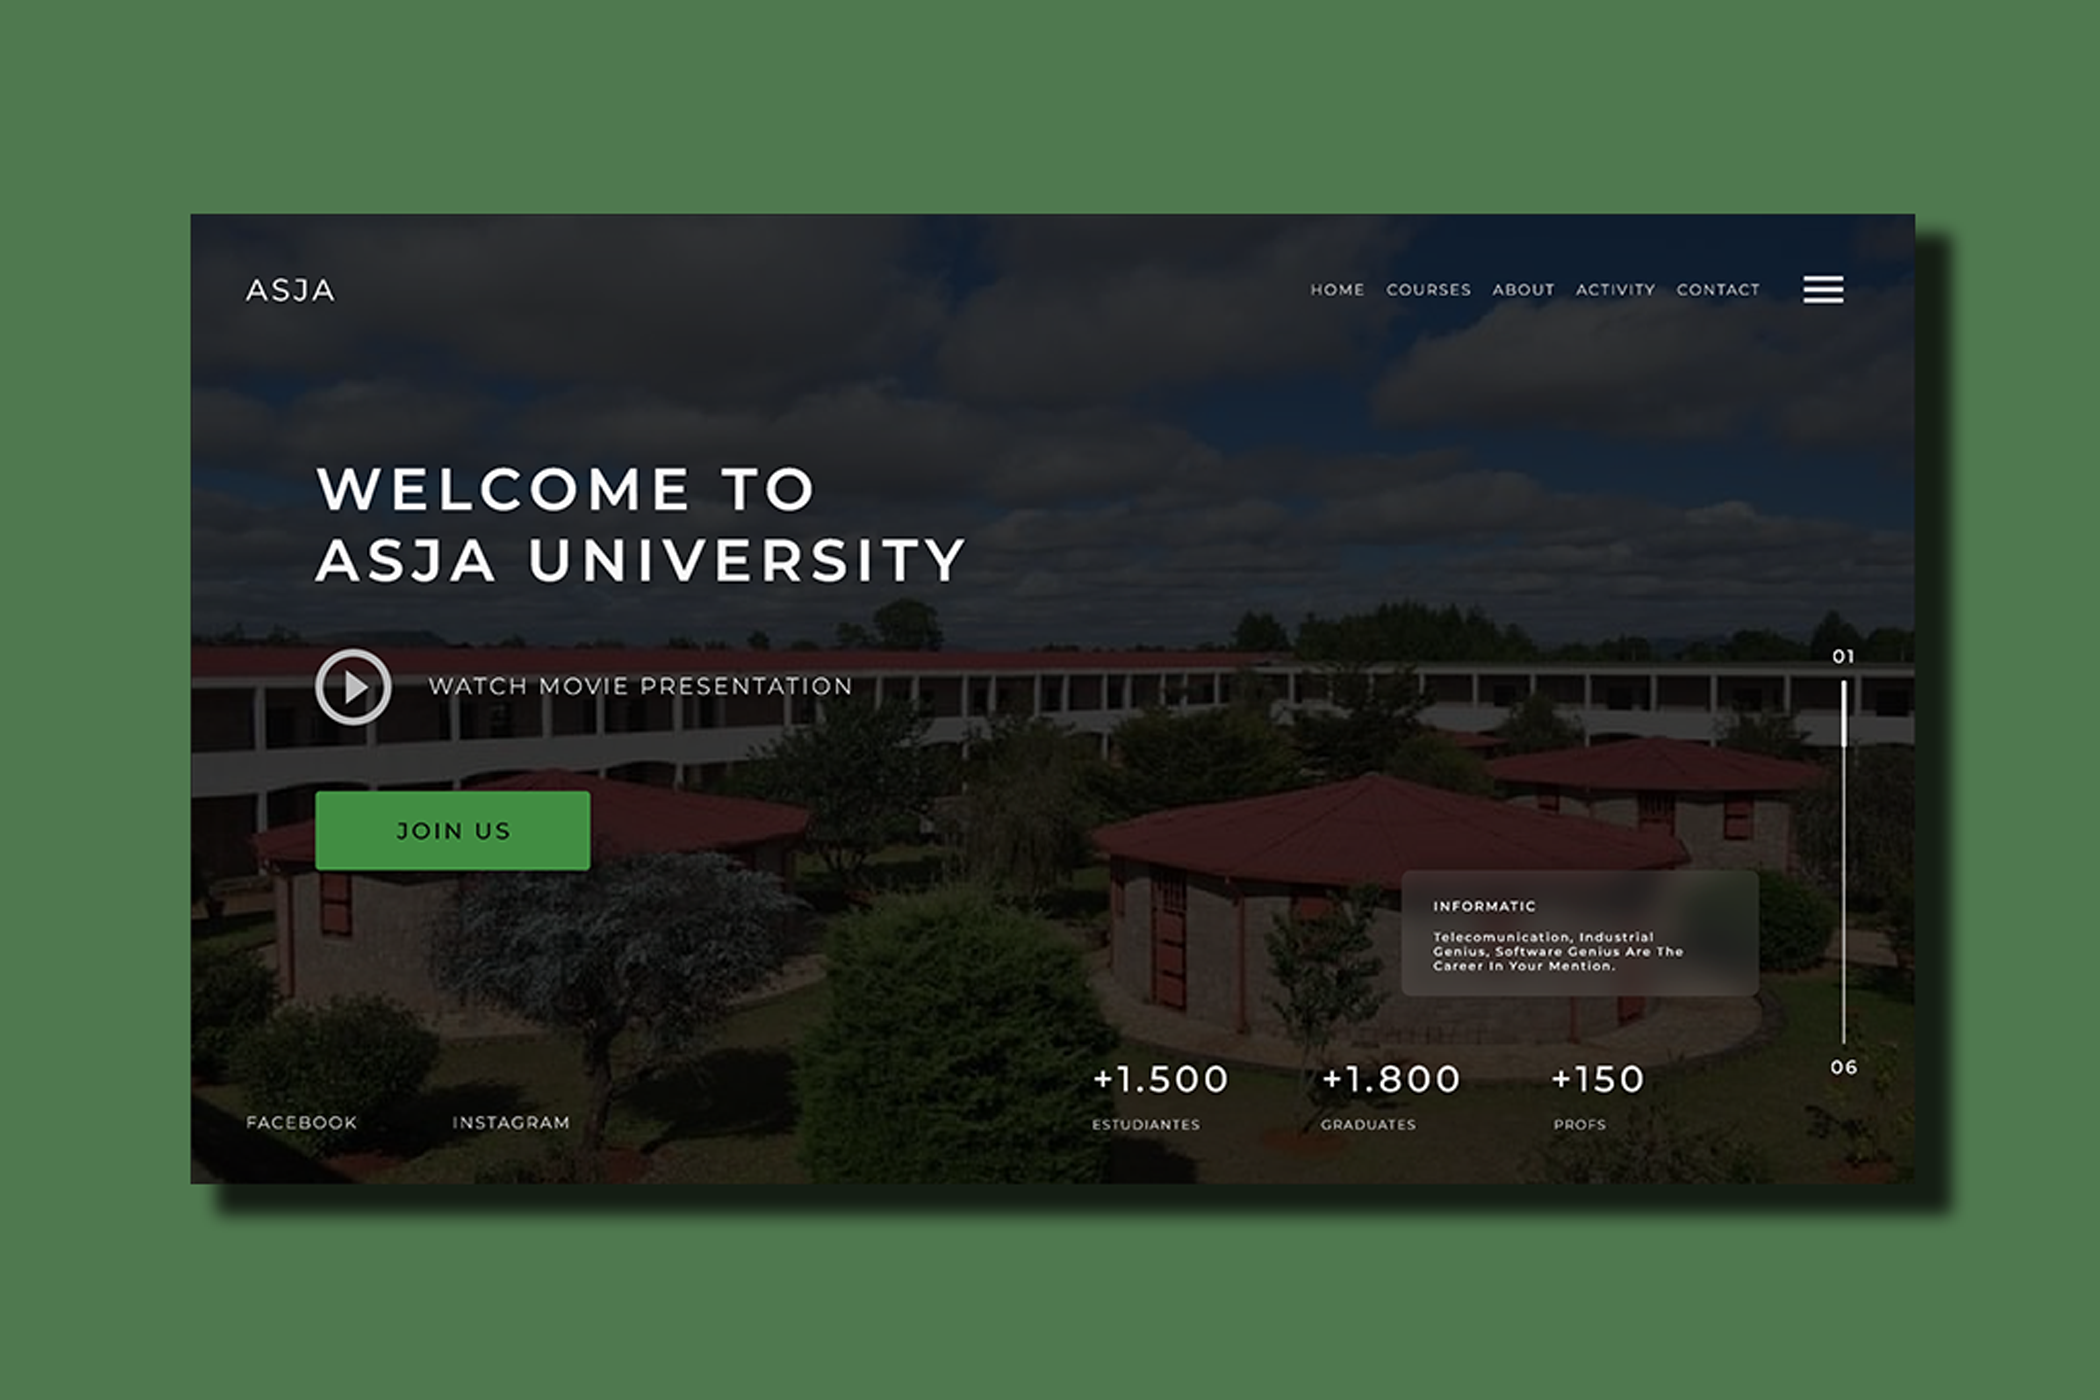 ASJA
HOME COURSES ABOUT ACTIVITY CONTACT
WELCOME TO
ASJA UNIVERSITY
WATCH MOVIE PRESENTATION
JOIN US
01
INFORMATIC
Telecomunication, Industrial
Genius, Software Genius Are The
Career In Your Mention.
06
+1.500 +1.800 +150
ESTUDIANTES GRADUATES PROFS
FACEBOOK INSTAGRAM